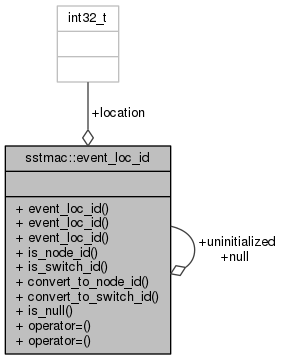 int32_t
+location
sstmac::event_loc_id
+ event_loc_id()
+ event_loc_id()
+ event_loc_id()
+ is_node_id()
+ is_switch_id()
+ convert_to_node_id()
+ convert_to_switch_id()
+ is_null()
+ operator=()
+ operator=()
+uninitialized
+null